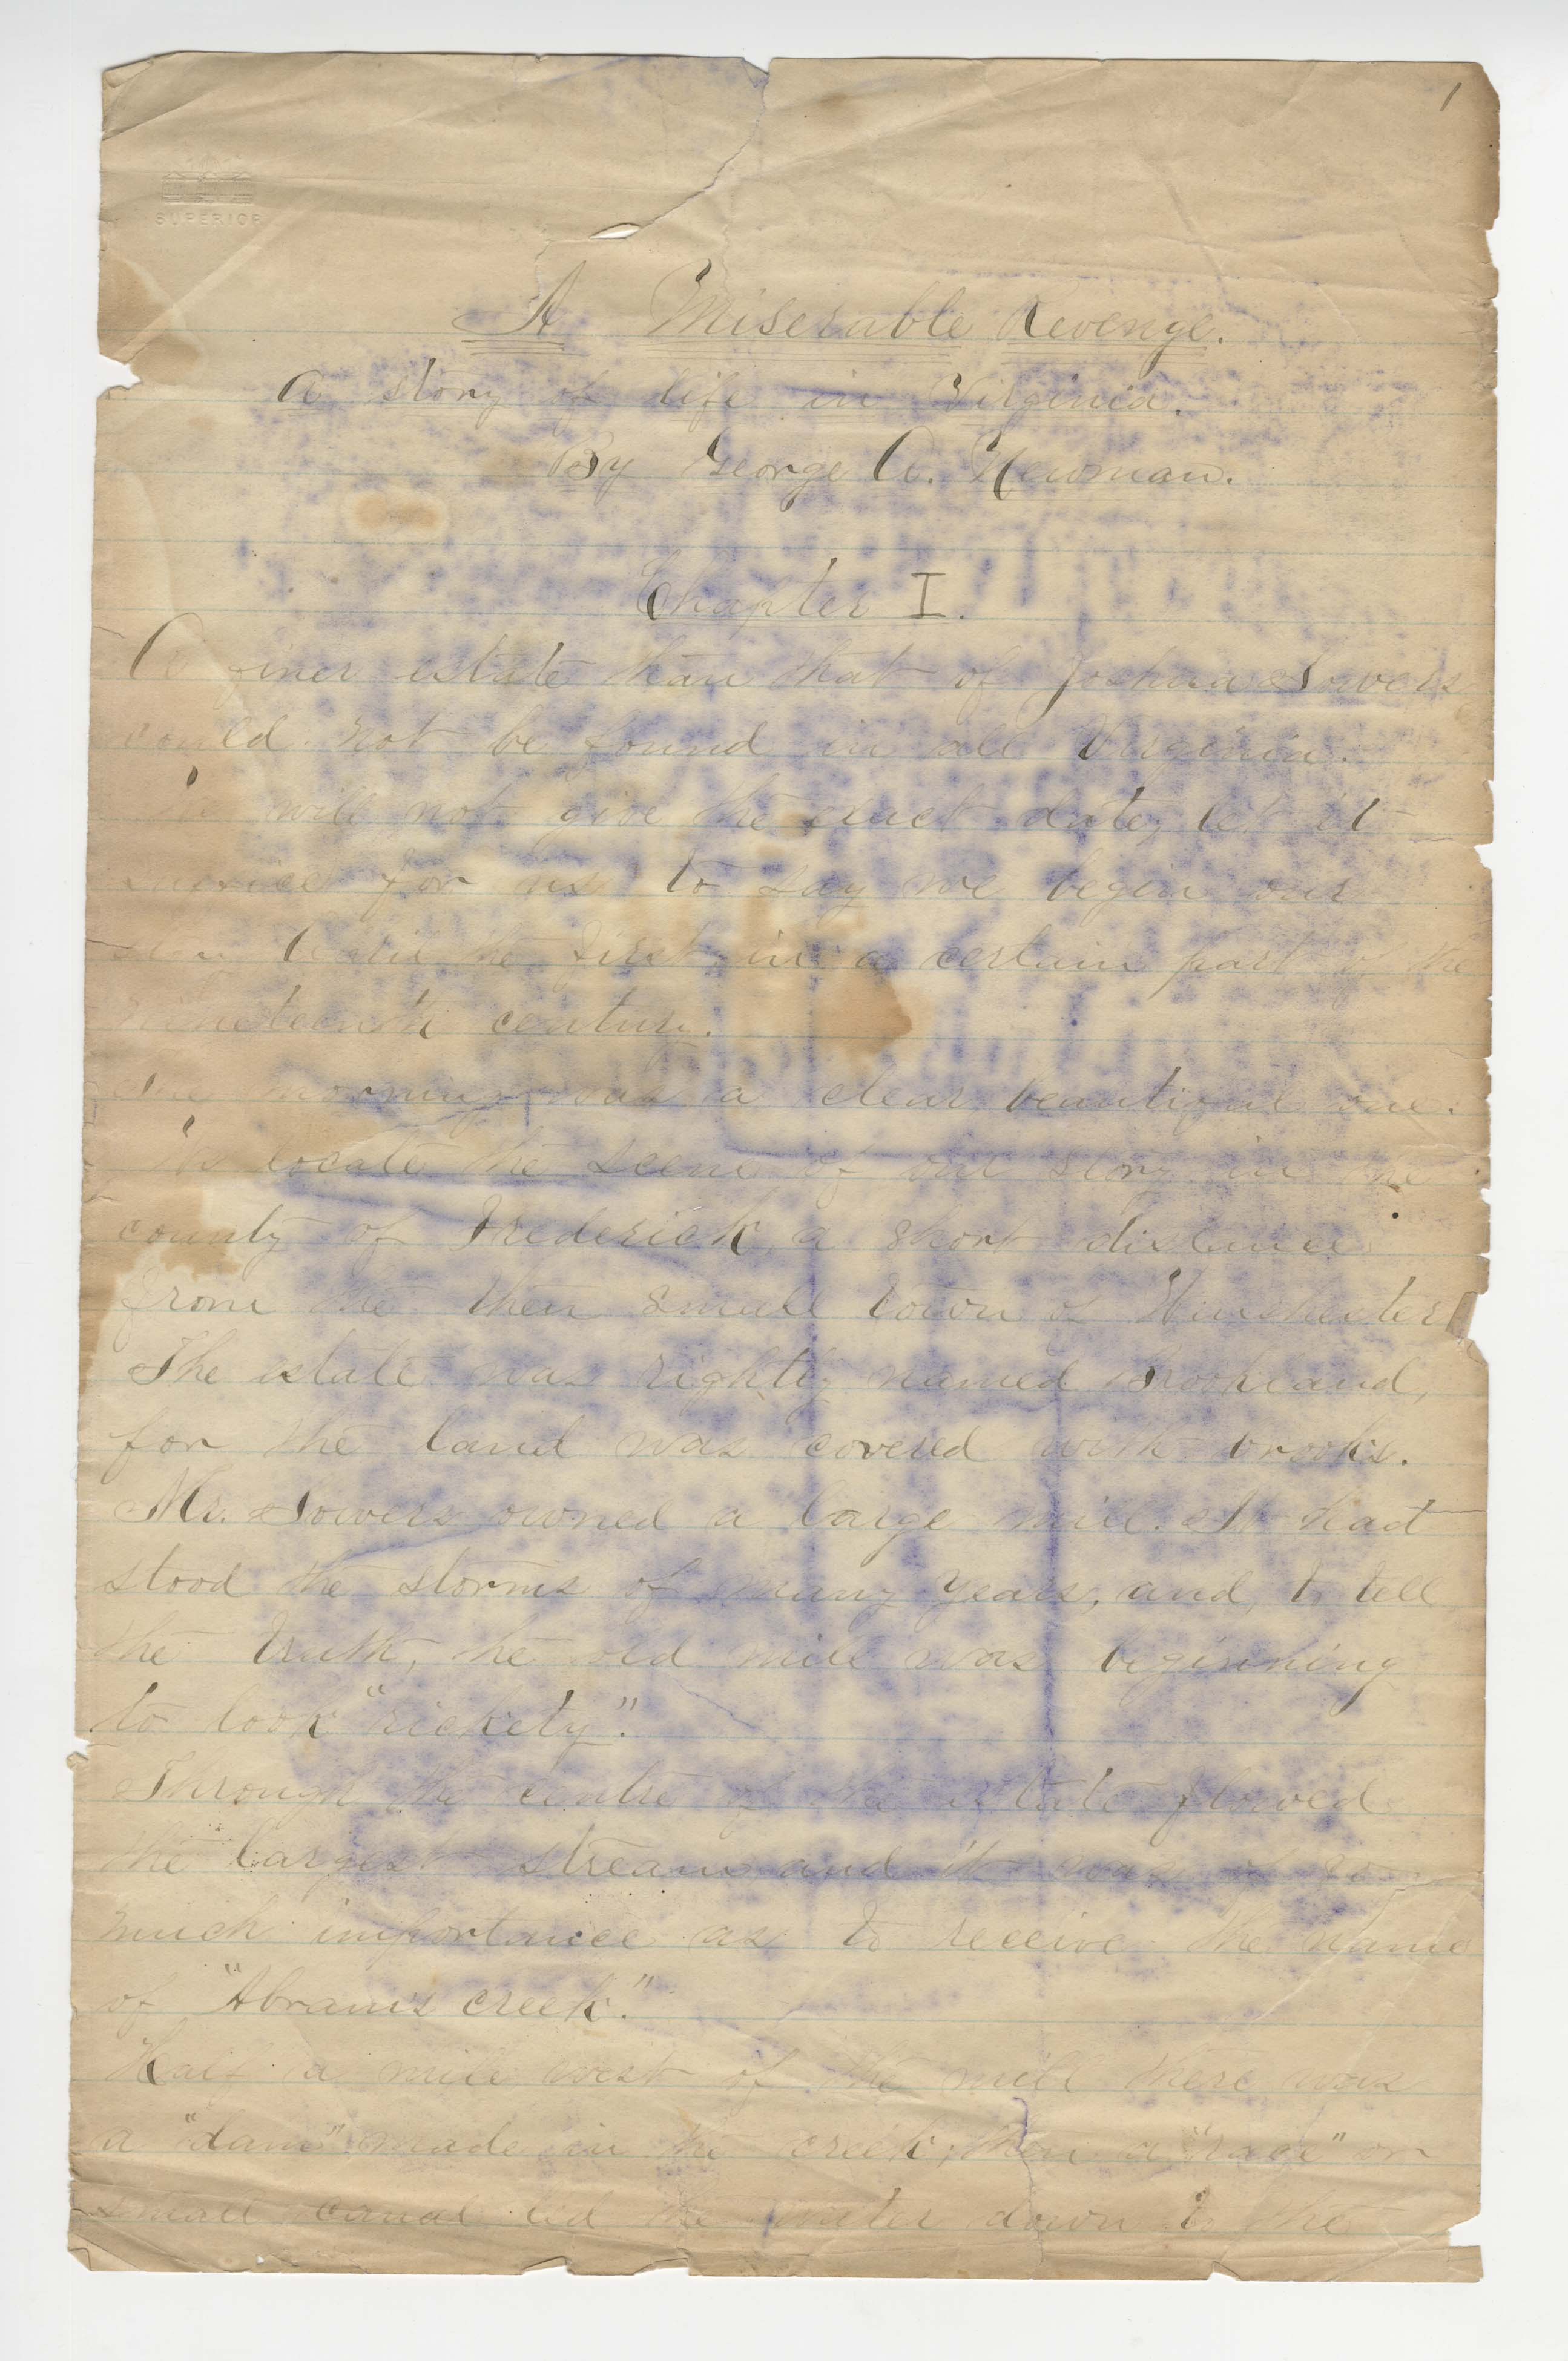 1
SUPERIOR
A Miserable Revenge.
A story of life in Virginia.
By George A. Newman.
Chapter I.
A finer estate than that of Joshua Sowers
could not be found in all Virginia.
We will not give the exact date, let it
suffice for us to say we begin our
story April the first in a certain part of the
nineteenth century.
The morning was a clear beautiful one.
We locate the scene of our story in the
county of Frederick, a short distance
from the then small town of Winchester
The estate was rightly named Brookland,
for the land was covered with brooks.
Mr. Sowers owned a large mill. It had
stood the storms of many years, and, to tell
the truth, the old mill was beginning
to look "rickety".
Through the centre of the estate flowed
the largest stream and it was of so
much importance as to receive the name
of "Abram's creek."
Half a mile west of the mill there was
a "dam" made in the creek, then a "race" or
small canal led the water down to the